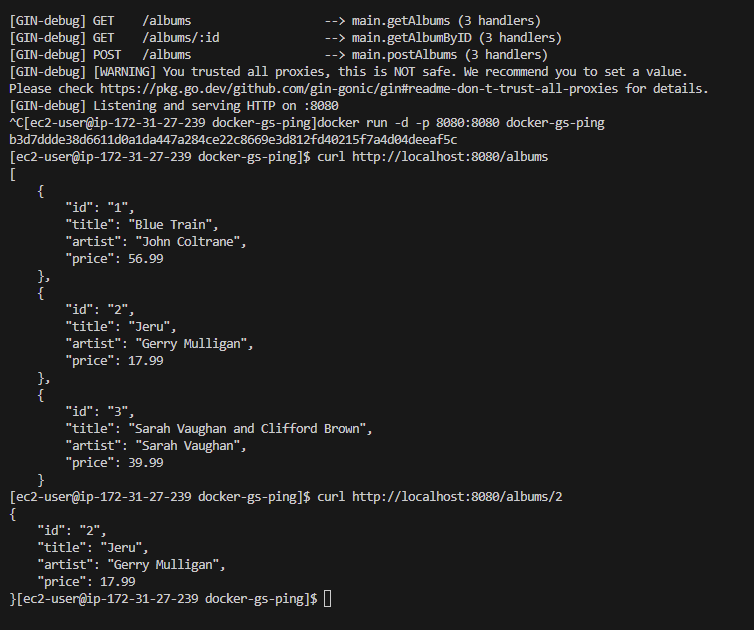 [GIN-debug] GET    /albums                   --> main.getAlbums (3 handlers)
[GIN-debug] GET    /albums/:id               --> main.getAlbumByID (3 handlers)
[GIN-debug] POST   /albums                   --> main.postAlbums (3 handlers)
[GIN-debug] [WARNING] You trusted all proxies, this is NOT safe. We recommend you to set a value.
Please check https://pkg.go.dev/github.com/gin-gonic/gin#readme-don-t-trust-all-proxies for details.
[GIN-debug] Listening and serving HTTP on :8080
^C[ec2-user@ip-172-31-27-239 docker-gs-ping]docker run -d -p 8080:8080 docker-gs-ping
b3d7ddde38d6611d0a1da447a284ce22c8669e3d812fd40215f7a4d04deeaf5c
[ec2-user@ip-172-31-27-239 docker-gs-ping]$ curl http://localhost:8080/albums
[
    {
        "id": "1",
        "title": "Blue Train",
        "artist": "John Coltrane",
        "price": 56.99
    },
    {
        "id": "2",
        "title": "Jeru",
        "artist": "Gerry Mulligan",
        "price": 17.99
    },
    {
        "id": "3",
        "title": "Sarah Vaughan and Clifford Brown",
        "artist": "Sarah Vaughan",
        "price": 39.99
    }
[ec2-user@ip-172-31-27-239 docker-gs-ping]$ curl http://localhost:8080/albums/2
{
    "id": "2",
    "title": "Jeru",
    "artist": "Gerry Mulligan",
    "price": 17.99
}[ec2-user@ip-172-31-27-239 docker-gs-ping]$